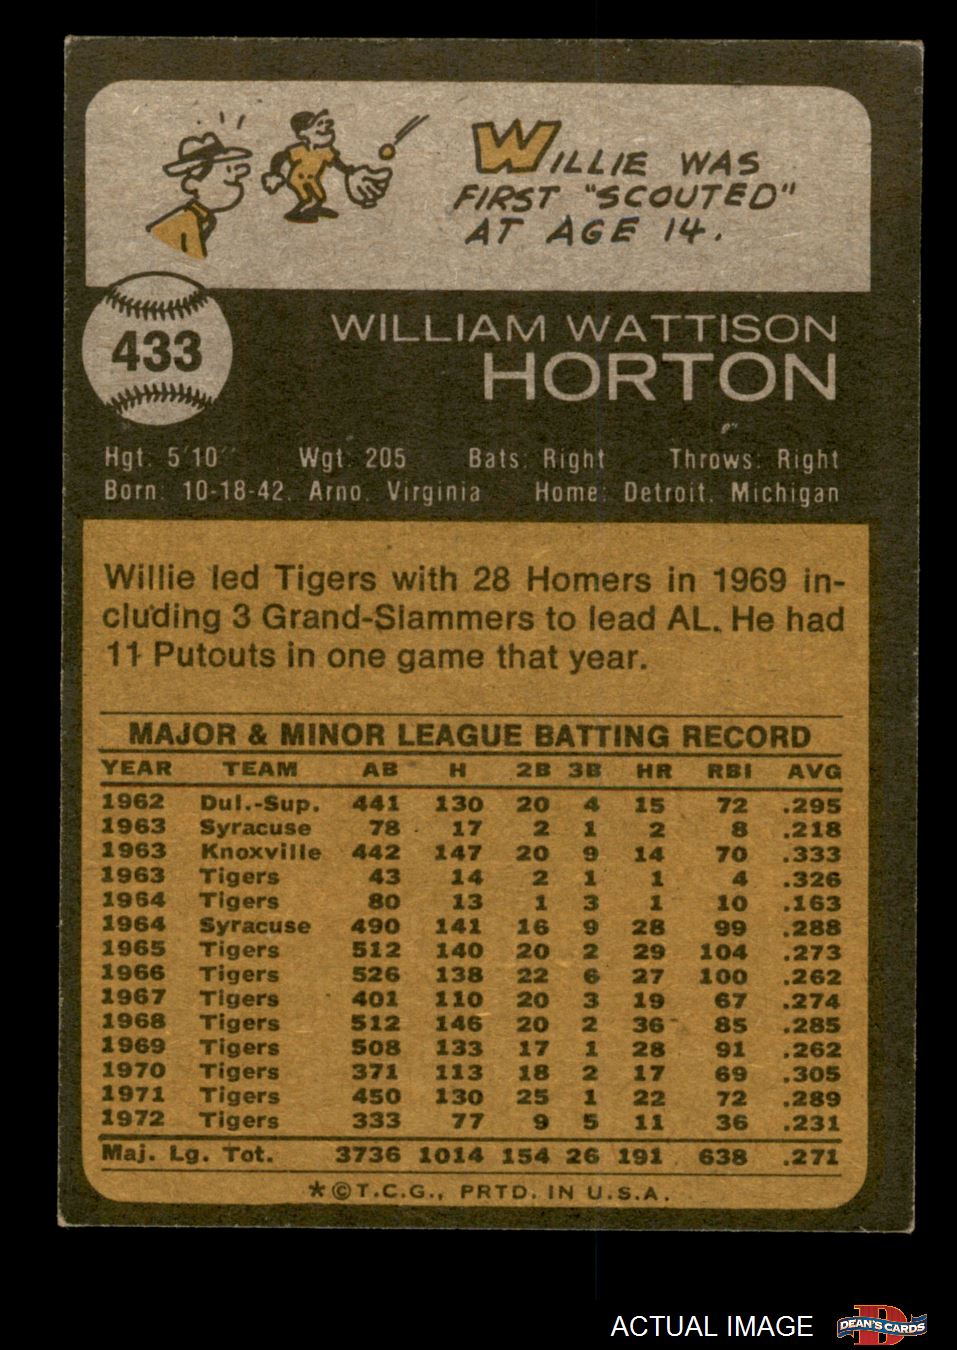 WILLIE WAS
FIRST "SCOUTED"
AT AGE 14.
433
WILLIAM WATTISON
HORTON
Hgt: 5'10" Wgt: 205 Bats: Right Throws: Right
Born: 10-18-42, Arno, Virginia Home: Detroit, Michigan
Willie led Tigers with 28 Homers in 1969 in-
cluding 3 Grand-Slammers to lead AL. He had
11 Putouts in one game that year.
MAJOR & MINOR LEAGUE BATTING RECORD
YEAR TEAM AB H 2B 3B HR RBI AVG
1962 Dul.-Sup. 441 130 20 4 15 72 .295
1963 Syracuse 78 17 2 1 2 8 .218
1963 Knoxville 442 147 20 9 14 70 .333
1963 Tigers 43 14 2 1 1 4 .326
1964 Tigers 80 13 1 3 1 10 .163
1964 Syracuse 490 141 16 9 28 99 .288
1965 Tigers 512 140 20 2 29 104 .273
1966 Tigers 526 138 22 6 27 100 .262
1967 Tigers 401 110 20 3 19 67 .274
1968 Tigers 512 146 20 2 36 85 .285
1969 Tigers 508 133 17 1 28 91 .262
1970 Tigers 371 113 18 2 17 69 .305
1971 Tigers 450 130 25 1 22 72 .289
1972 Tigers 333 77 9 5 11 36 .231
Maj. Lg. Tot. 3736 1014 154 26 191 638 .271
*©T.C.G., PRTD. IN U.S.A.
ACTUAL IMAGE
D
DEAN'S CARDS